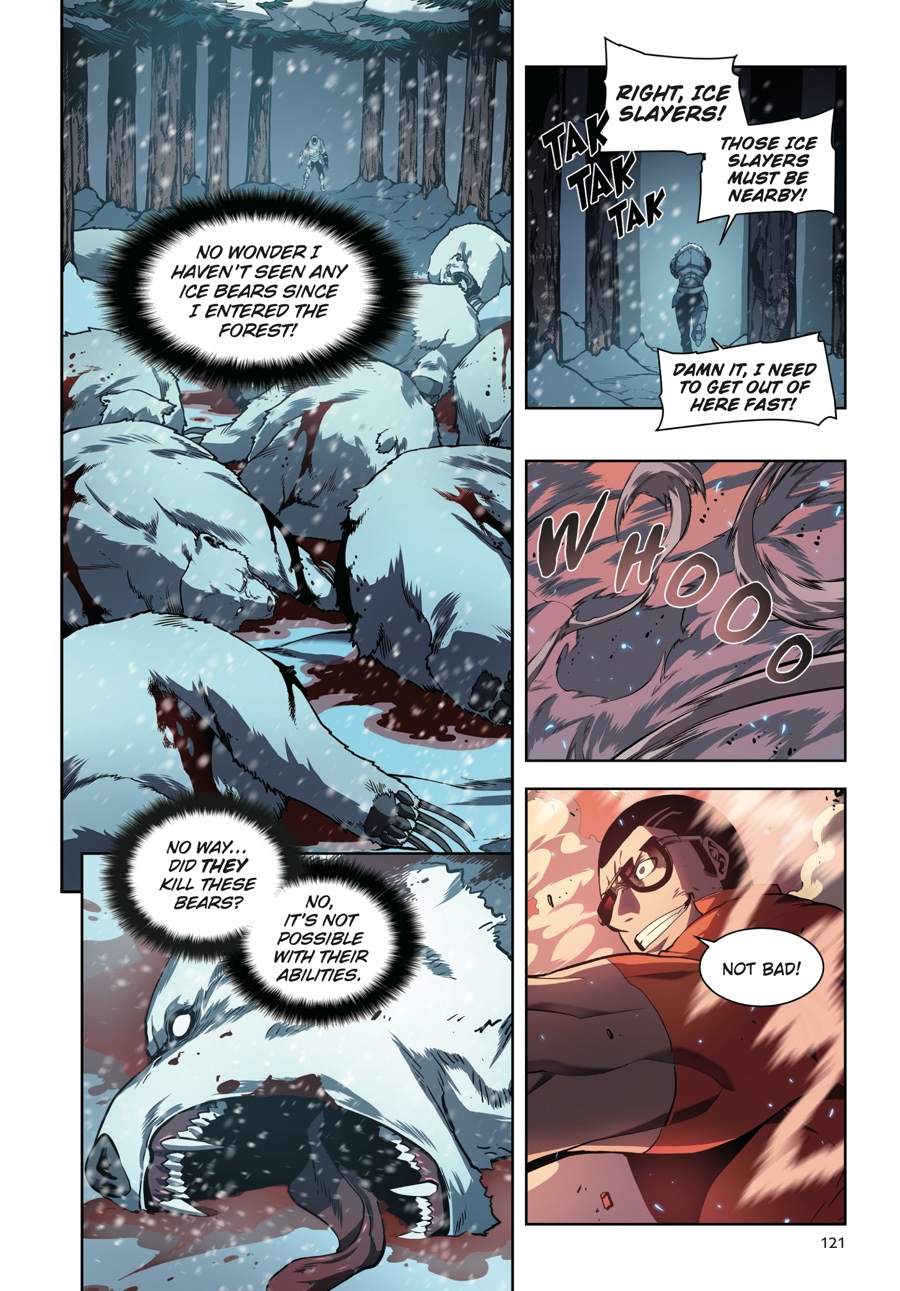 NO WONDER I
HAVEN'T SEEN ANY
ICE BEARS SINCE
I ENTERED THE
FOREST!
NO WAY...
DID THEY
KILL THESE
BEARS?
NO,
IT'S NOT
POSSIBLE
WITH THEIR
ABILITIES.
RIGHT, ICE
SLAYERS!
THOSE ICE
SLAYERS
MUST BE
NEARBY!
TAK
TAK
TAK
DAMN IT, I NEED
TO GET OUT OF
HERE FAST!
WHOOO
NOT BAD!
121